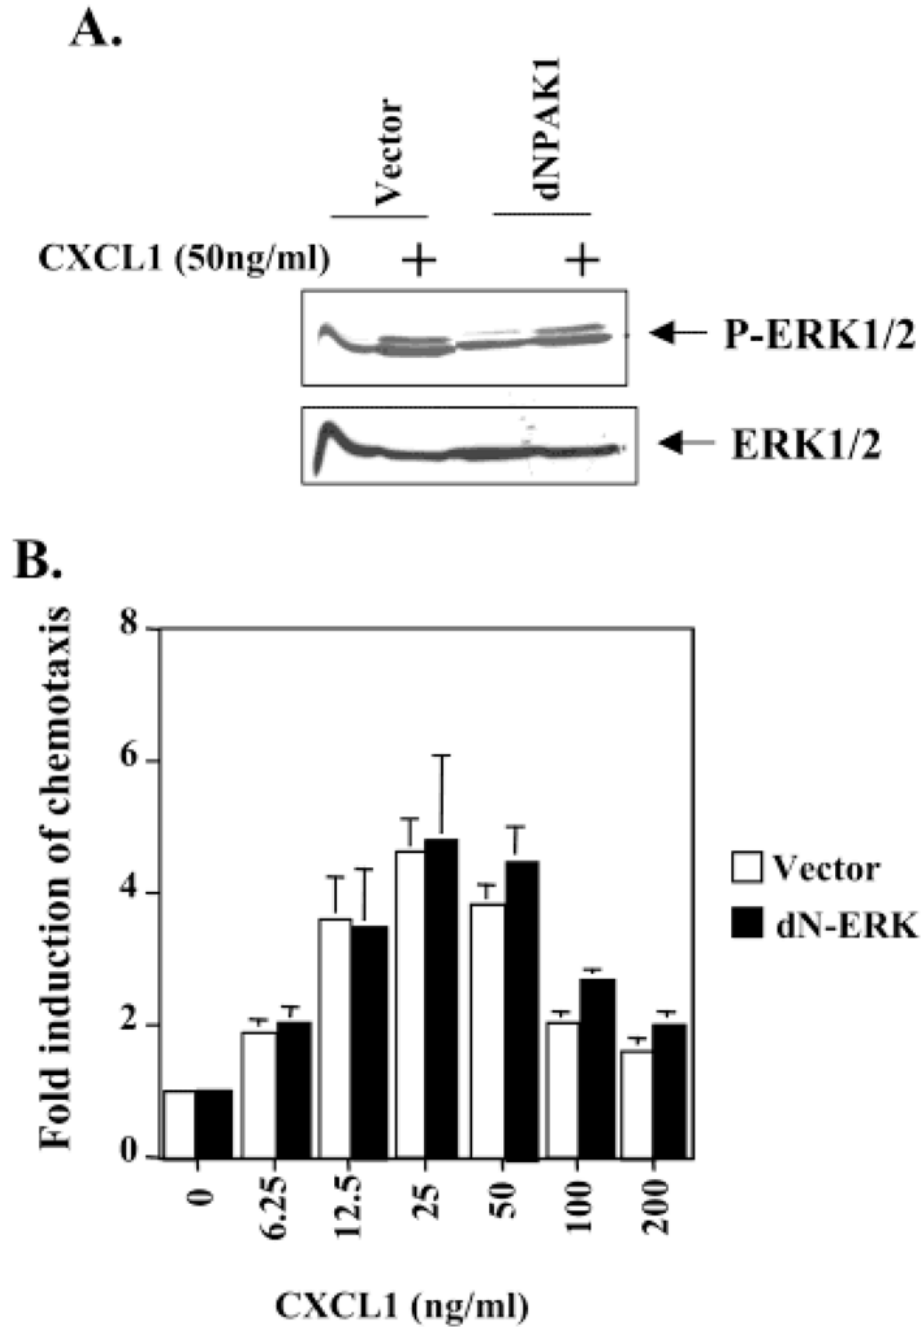 A.
Vector
dNPAK1
CXCL1 (50ng/ml)
+
+
P-ERK1/2
ERK1/2
B.
Fold induction of chemotaxis
8
6
4
2
0
0
6.25
12.5
25
50
100
200
CXCL1 (ng/ml)
Vector
dN-ERK